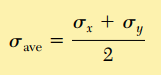 σ_ave = (σ_x + σ_y) / 2